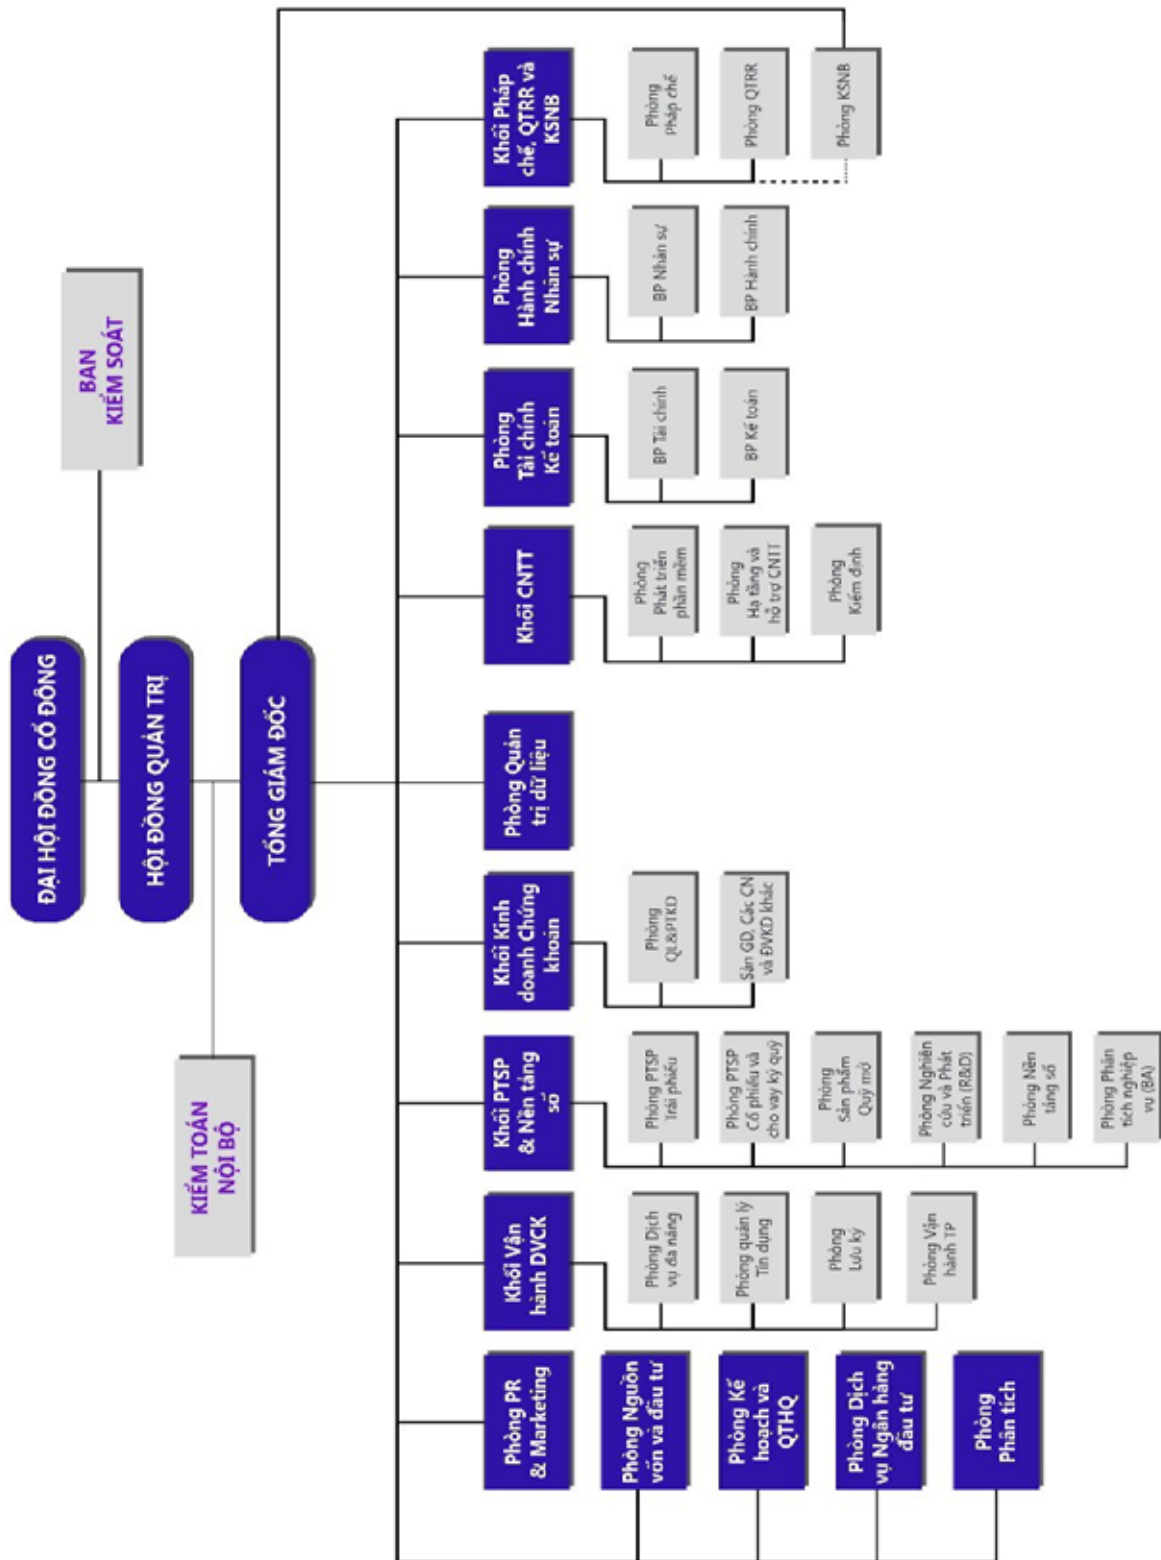 ĐẠI HỘI ĐỒNG CỔ ĐÔNG
BAN
KIỂM SOÁT
HỘI ĐỒNG QUẢN TRỊ
KIỂM TOÁN
NỘI BỘ
TỔNG GIÁM ĐỐC
Phòng PR
& Marketing
Phòng Nguồn
vốn và đầu tư
Phòng Kế
hoạch và
QTHQ
Phòng Dịch
vụ Ngân hàng
đầu tư
Phòng
Phân tích
Khối Vận
hành DVCK
Phòng Dịch
vụ đa năng
Phòng quản lý
Tín dụng
Phòng
Lưu ký
Phòng Vận
hành TP
Khối PTSP
& Nền tảng
số
Phòng PTSP
Trái phiếu
Phòng PTSP
Cổ phiếu và
cho vay ký quỹ
Phòng
Sản phẩm
Quỹ mở
Phòng Nghiên
cứu và Phát
triển (R&D)
Phòng Nền
tảng số
Phòng Phân
tích nghiệp
vụ (BA)
Khối Kinh
doanh Chứng
khoán
Phòng
QL&PTKD
Sàn GD, Các CN
và ĐVKD khác
Phòng Quản
trị dữ liệu
Khối CNTT
Phòng
Phát triển
phần mềm
Phòng
Hạ tầng và
hỗ trợ CNTT
Phòng
Kiểm định
Phòng
Tài chính
Kế toán
BP Tài chính
BP Kế toán
Phòng
Hành chính
Nhân sự
BP Nhân sự
BP Hành chính
Khối Pháp
chế, QTRR và
KSNB
Phòng
pháp chế
Phòng QTRR
Phòng KSNB